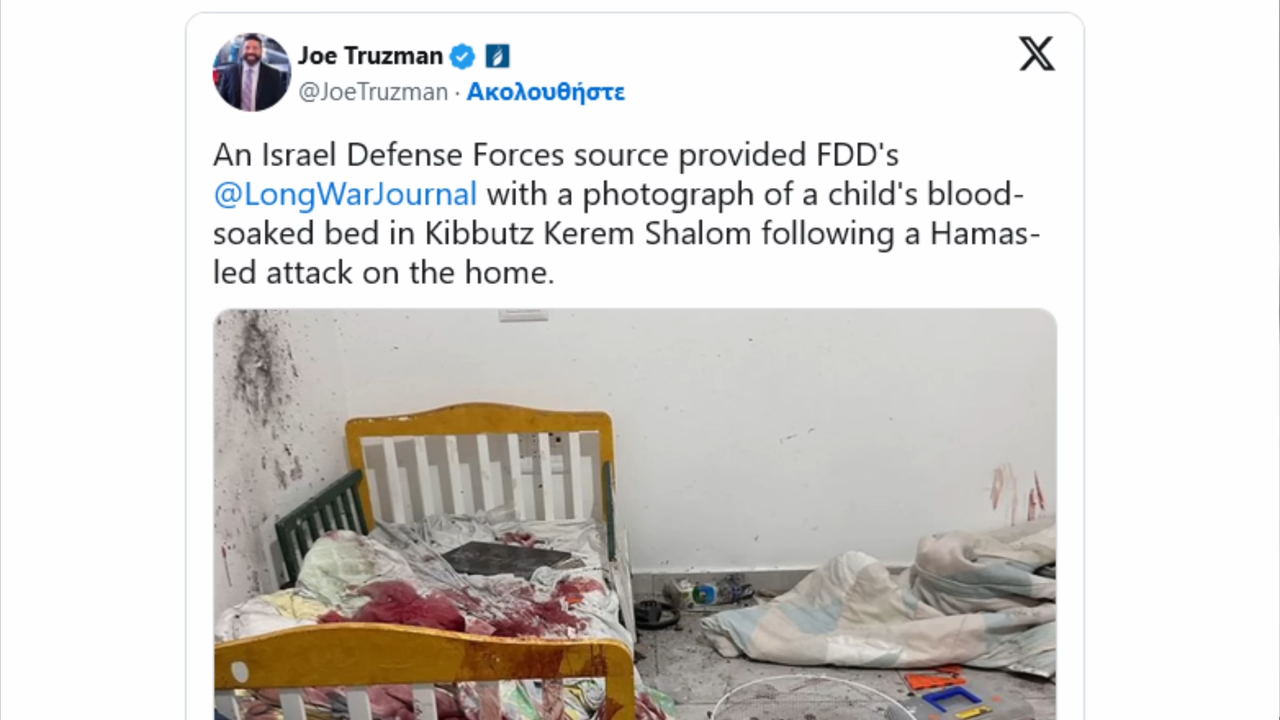 Joe Truzman
@JoeTruzman · Ακολουθήστε
An Israel Defense Forces source provided FDD's
@LongWarJournal with a photograph of a child's blood-
soaked bed in Kibbutz Kerem Shalom following a Hamas-
led attack on the home.